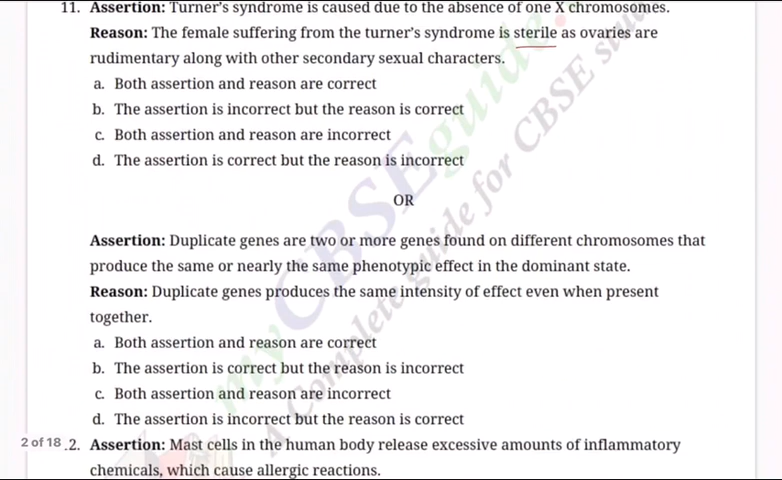 11. Assertion: Turner's syndrome is caused due to the absence of one X chromosomes.
Reason: The female suffering from the turner's syndrome is sterile as ovaries are
rudimentary along with other secondary sexual characters.
a. Both assertion and reason are correct
b. The assertion is incorrect but the reason is correct
c. Both assertion and reason are incorrect
d. The assertion is correct but the reason is incorrect
OR
Assertion: Duplicate genes are two or more genes found on different chromosomes that
produce the same or nearly the same phenotypic effect in the dominant state.
Reason: Duplicate genes produces the same intensity of effect even when present
together.
a. Both assertion and reason are correct
b. The assertion is correct but the reason is incorrect
c. Both assertion and reason are incorrect
d. The assertion is incorrect but the reason is correct
2 of 18 .2. Assertion: Mast cells in the human body release excessive amounts of inflammatory
chemicals, which cause allergic reactions.
myCBSEguide
A Complete guide for CBSE